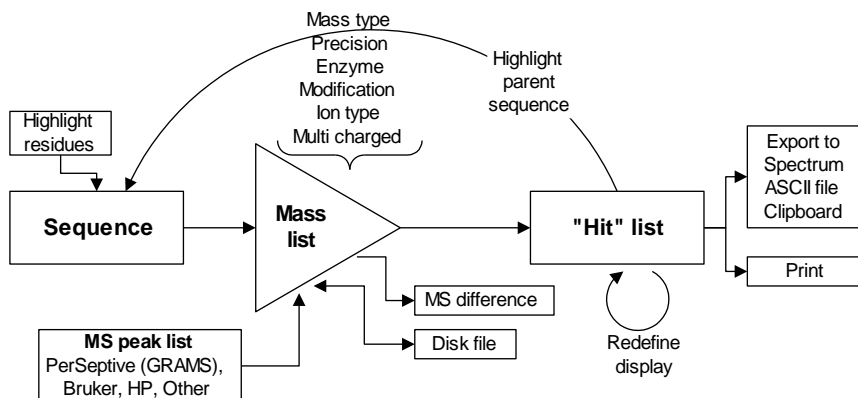 Mass type
Precision
Enzyme
Modification
Ion type
Multi charged
Highlight
parent
sequence
Highlight
residues
Sequence
Mass
list
"Hit" list
Export to
Spectrum
ASCII file
Clipboard
Print
MS difference
Disk file
Redefine
display
MS peak list
PerSeptive (GRAMS),
Bruker, HP, Other